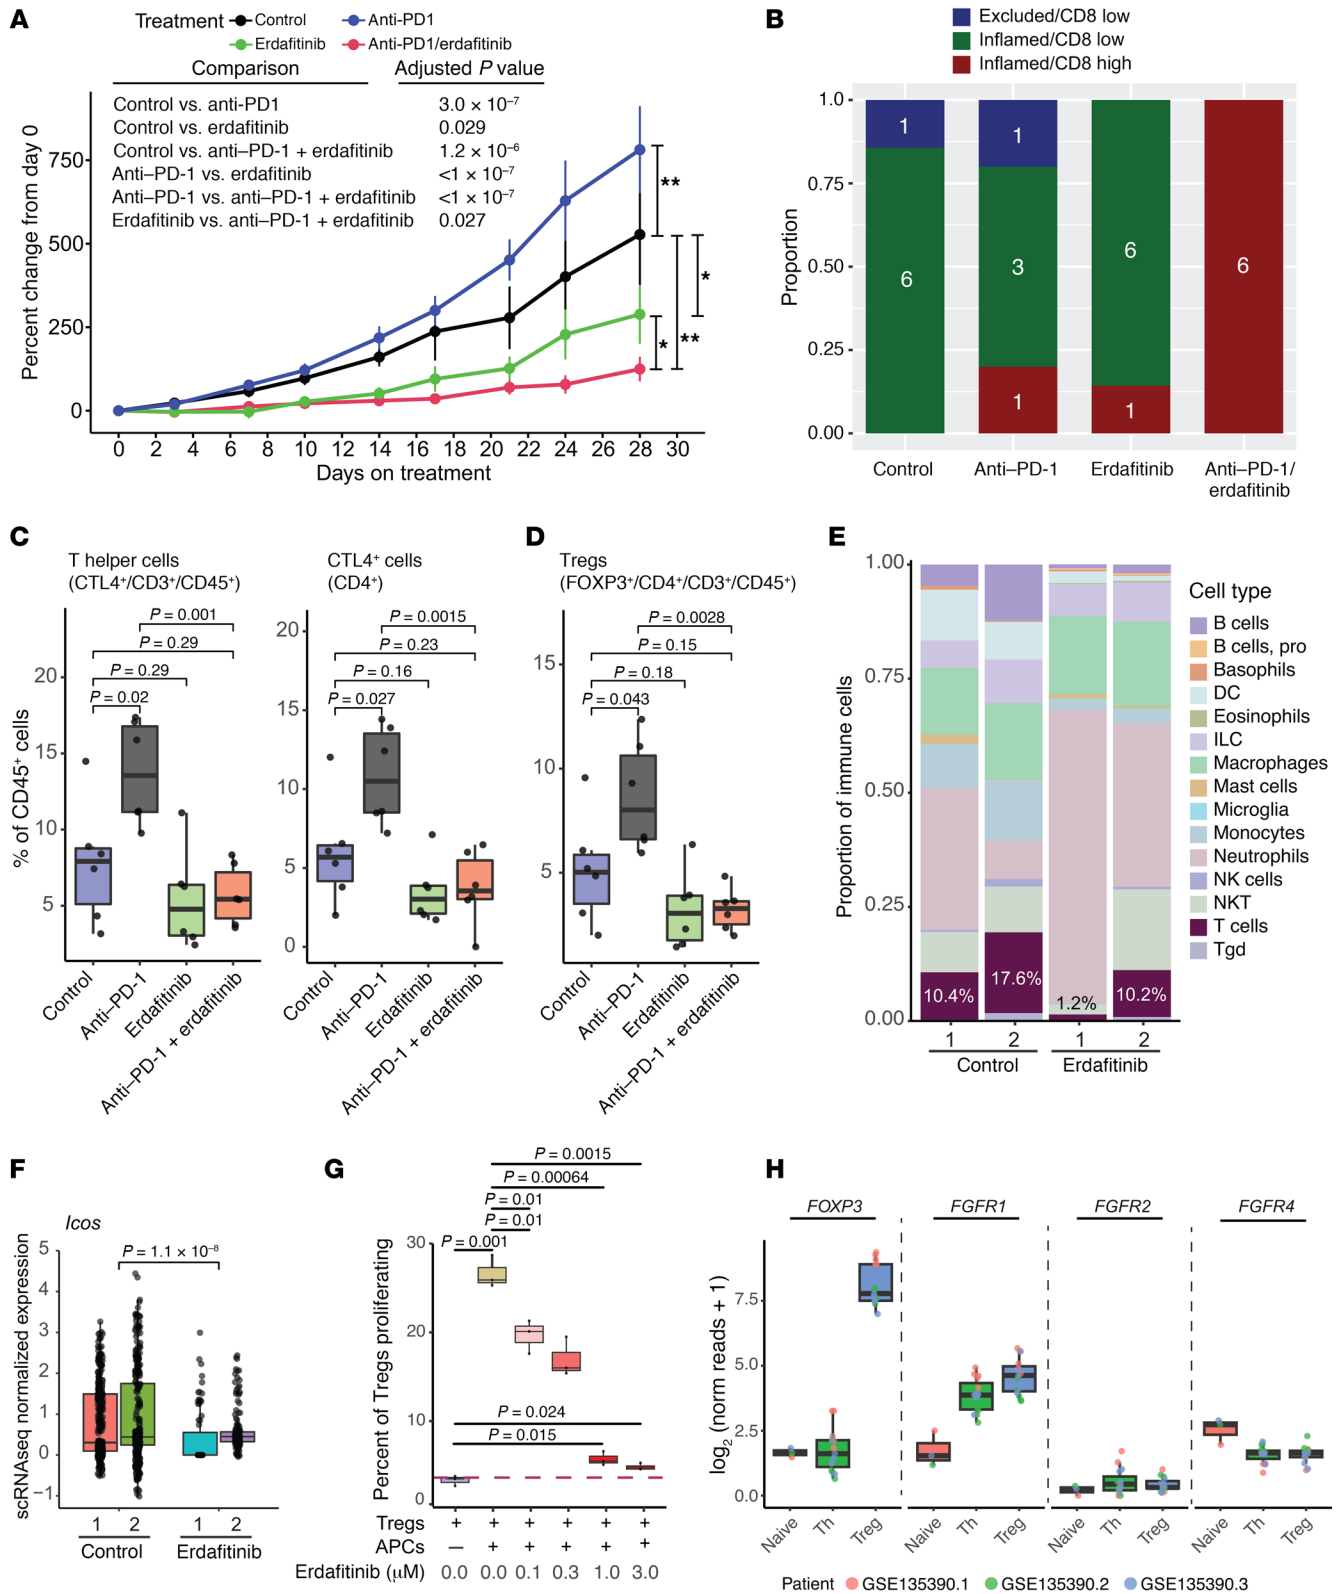 A
Treatment
Control
Anti-PD1
Erdafitinib
Anti-PD1/erdafitinib
Comparison
Adjusted P value
Control vs. anti-PD1
3.0 × 10⁻⁷
Control vs. erdafitinib
0.029
Control vs. anti–PD-1 + erdafitinib
1.2 × 10⁻⁶
Anti–PD-1 vs. erdafitinib
<1 × 10⁻⁷
Anti–PD-1 vs. anti–PD-1 + erdafitinib
<1 × 10⁻⁷
Erdafitinib vs. anti–PD-1 + erdafitinib
0.027
Percent change from day 0
750
500
250
0
**
*
*
**
0 2 4 6 8 10 12 14 16 18 20 22 24 26 28 30
Days on treatment
B
Excluded/CD8 low
Inflamed/CD8 low
Inflamed/CD8 high
Proportion
1.0
0.75
0.50
0.25
0.00
1
6
1
3
1
6
1
6
Control
Anti–PD-1
Erdafitinib
Anti–PD-1/
erdafitinib
C
T helper cells
(CTL4⁺/CD3⁺/CD45⁺)
P = 0.001
P = 0.29
P = 0.29
P = 0.02
% of CD45⁺ cells
20
15
10
5
Control
Anti–PD-1
Erdafitinib
Anti–PD-1 + erdafitinib
CTL4⁺ cells
(CD4⁺)
P = 0.0015
P = 0.23
P = 0.16
P = 0.027
20
15
10
5
0
Control
Anti–PD-1
Erdafitinib
Anti–PD-1 + erdafitinib
D
Tregs
(FOXP3⁺/CD4⁺/CD3⁺/CD45⁺)
P = 0.0028
P = 0.15
P = 0.18
P = 0.043
15
10
5
Control
Anti–PD-1
Erdafitinib
Anti–PD-1 + erdafitinib
E
Proportion of immune cells
1.00
0.75
0.50
0.25
0.00
10.4%
17.6%
1.2%
10.2%
1 2 1 2
Control
Erdafitinib
Cell type
B cells
B cells, pro
Basophils
DC
Eosinophils
ILC
Macrophages
Mast cells
Microglia
Monocytes
Neutrophils
NK cells
NKT
T cells
Tgd
F
Icos
P = 1.1 × 10⁻⁸
scRNAseq normalized expression
5
4
3
2
1
0
−1
1 2 1 2
Control
Erdafitinib
G
P = 0.0015
P = 0.00064
P = 0.01
P = 0.01
P = 0.001
P = 0.024
P = 0.015
Percent of Tregs proliferating
30
20
10
0
Tregs + + + + + +
APCs — + + + + +
Erdafitinib (μM) 0.0 0.0 0.1 0.3 1.0 3.0
H
FOXP3
FGFR1
FGFR2
FGFR4
log₂ (norm reads + 1)
7.5
5.0
2.5
0.0
Naive Th Treg
Naive Th Treg
Naive Th Treg
Naive Th Treg
Patient
GSE135390.1
GSE135390.2
GSE135390.3